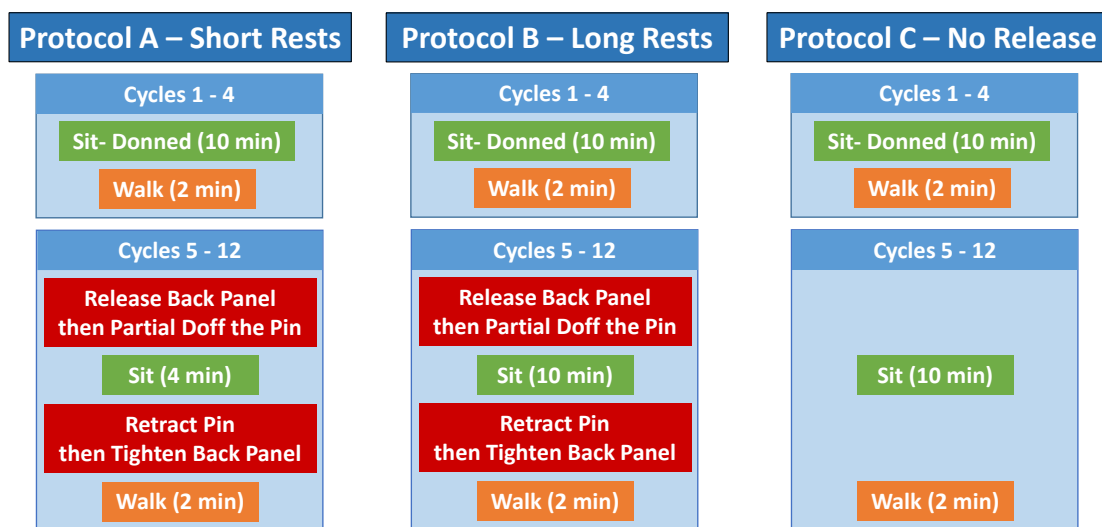 Protocol A – Short Rests
Cycles 1 - 4
Sit- Donned (10 min)
Walk (2 min)
Cycles 5 - 12
Release Back Panel
then Partial Doff the Pin
Sit (4 min)
Retract Pin
then Tighten Back Panel
Walk (2 min)
Protocol B – Long Rests
Cycles 1 - 4
Sit- Donned (10 min)
Walk (2 min)
Cycles 5 - 12
Release Back Panel
then Partial Doff the Pin
Sit (10 min)
Retract Pin
then Tighten Back Panel
Walk (2 min)
Protocol C – No Release
Cycles 1 - 4
Sit- Donned (10 min)
Walk (2 min)
Cycles 5 - 12
Sit (10 min)
Walk (2 min)